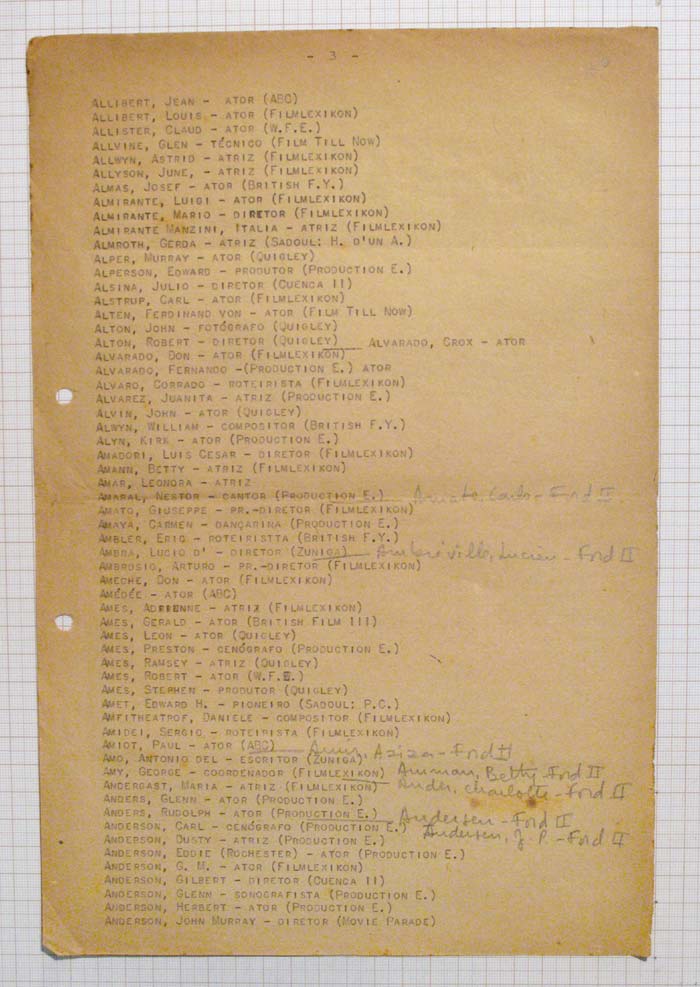 - 3 -
ALLIBERT, JEAN - ATOR (ABC)
ALLIBERT, LOUIS - ATOR (FILMLEXIKON)
ALLISTER, CLAUD - ATOR (W.F.E.)
ALLVINE, GLEN - TÉCNICO (FILM TILL NOW)
ALLWYN, ASTRID - ATRIZ (FILMLEXIKON)
ALLYSON, JUNE, - ATRIZ (FILMLEXIKON)
ALMAS, JOSEF - ATOR (BRITISH F.Y.)
ALMIRANTE, LUIGI - ATOR (FILMLEXIKON)
ALMIRANTE, MARIO - DIRETOR (FILMLEXIKON)
ALMIRANTE MANZINI, ITALIA - ATRIZ (FILMLEXIKON)
ALMROTH, GERDA - ATRIZ (SADOUL: H. D'UN A.)
ALPER, MURRAY - ATOR (QUIGLEY)
ALPERSON, EDWARD - PRODUTOR (PRODUCTION E.)
ALSINA, JULIO - DIRETOR (CUENCA II)
ALSTRUP, CARL - ATOR (FILMLEXIKON)
ALTEN, FERDINAND VON - ATOR (FILM TILL NOW)
ALTON, JOHN - FOTÓGRAFO (QUIGLEY)
ALTON, ROBERT - DIRETOR (QUIGLEY) ALVARADO, CROX - ATOR
ALVARADO, DON - ATOR (FILMLEXIKON)
ALVARADO, FERNANDO -(PRODUCTION E.) ATOR
ALVARO, CORRADO - ROTEIRISTA (FILMLEXIKON)
ALVAREZ, JUANITA - ATRIZ (PRODUCTION E.)
ALVIN, JOHN - ATOR (QUIGLEY)
ALWYN, WILLIAM - COMPOSITOR (BRITISH F.Y.)
ALYN, KIRK - ATOR (PRODUCTION E.)
AMADORI, LUIS CESAR - DIRETOR (FILMLEXIKON)
AMANN, BETTY - ATRIZ (FILMLEXIKON)
AMAR, LEONORA - ATRIZ
AMARAL, NESTOR - CANTOR (PRODUCTION E.) Amato, Carlo - Ford II
AMATO, GIUSEPPE - PR.-DIRETOR (FILMLEXIKON)
AMAYA, CARMEN - DANÇARINA (PRODUCTION E.)
AMBLER, ERIC - ROTEIRISTTA (BRITISH F.Y.)
AMBRA, LUCIO D' - DIRETOR (ZUNIGA) Ambreville, Lucien - Ford II
AMBROSIO, ARTURO - PR.-DIRETOR (FILMLEXIKON)
AMECHE, DON - ATOR (FILMLEXIKON)
AMÉDÉE - ATOR (ABC)
AMES, ADRIENNE - ATRIZ (FILMLEXIKON)
AMES, GERALD - ATOR (BRITISH FILM III)
AMES, LEON - ATOR (QUIGLEY)
AMES, PRESTON - CENÓGRAFO (PRODUCTION E.)
AMES, RAMSEY - ATRIZ (QUIGLEY)
AMES, ROBERT - ATOR (W.F.E.)
AMES, STEPHEN - PRODUTOR (QUIGLEY)
AMET, EDWARD H. - PIONEIRO (SADOUL: P.C.)
AMFITHEATPOF, DANIELE - COMPOSITOR (FILMLEXIKON)
AMIDEI, SERGIO - ROTEIRISTA (FILMLEXIKON)
AMIOT, PAUL - ATOR (ABC) Amir, Aziza - Ford II
AMO, ANTONIO DEL - ESCRITOR (ZUNIGA)
AMY, GEORGE - COORDENADOR (FILMLEXIKON) Amman, Betty - Ford II
ANDERGAST, MARIA - ATRIZ (FILMLEXIKON) Ander, Charlotte - Ford II
ANDERS, GLENN - ATOR (PRODUCTION E.)
ANDERS, RUDOLPH - ATOR (PRODUCTION E.) Andersen - Ford II
ANDERSON, CARL - CENÓGRAFO (PRODUCTION E.) Andersen, J. P. - Ford II
ANDERSON, DUSTY - ATRIZ (PRODUCTION E.)
ANDERSON, EDDIE (ROCHESTER) - ATOR (PRODUCTION E.)
ANDERSON, G. M. - ATOR (FILMLEXIKON)
ANDERSON, GILBERT - DIRETOR (CUENCA II)
ANDERSON, GLENN - SONOGRAFISTA (PRODUCTION E.)
ANDERSON, HERBERT - ATOR (PRODUCTION E.)
ANDERSON, JOHN MURRAY - DIRETOR (MOVIE PARADE)